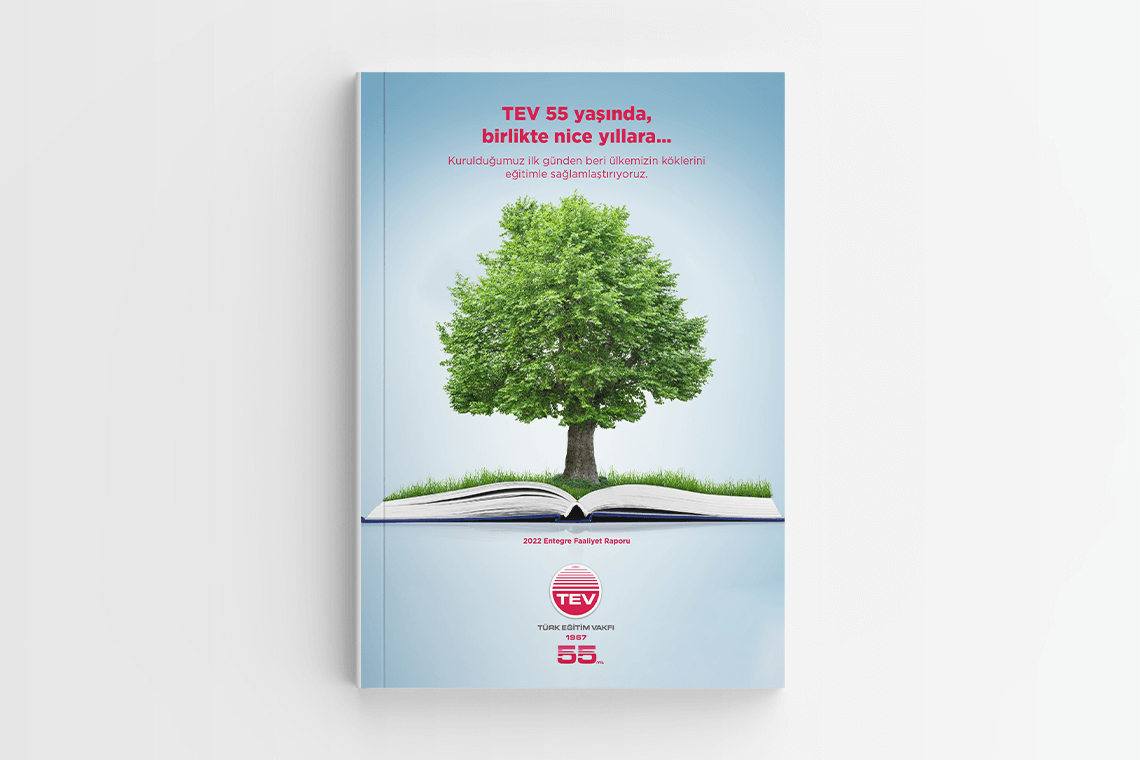 TEV 55 yaşında,
birlikte nice yıllara...
Kurulduğumuz ilk günden beri ülkemizin köklerini
eğitimle sağlamlaştırıyoruz.
2022 Entegre Faaliyet Raporu
TEV
TÜRK EĞİTİM VAKFI
1967
55.YIL